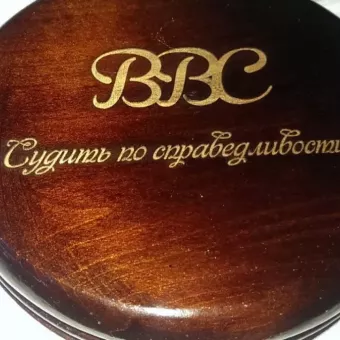 ВВС
Судить по справедливости